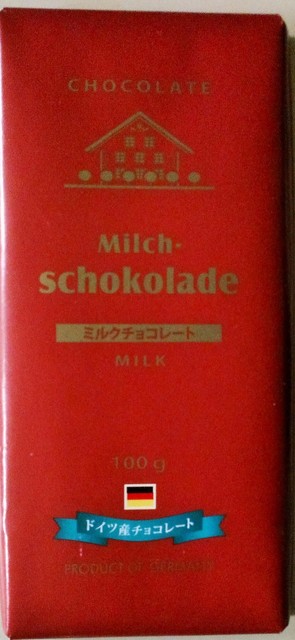 CHOCOLATE
Milch-
schokolade
ミルクチョコレート
MILK
100 g
ドイツ産チョコレート
PRODUCT OF GERMANY